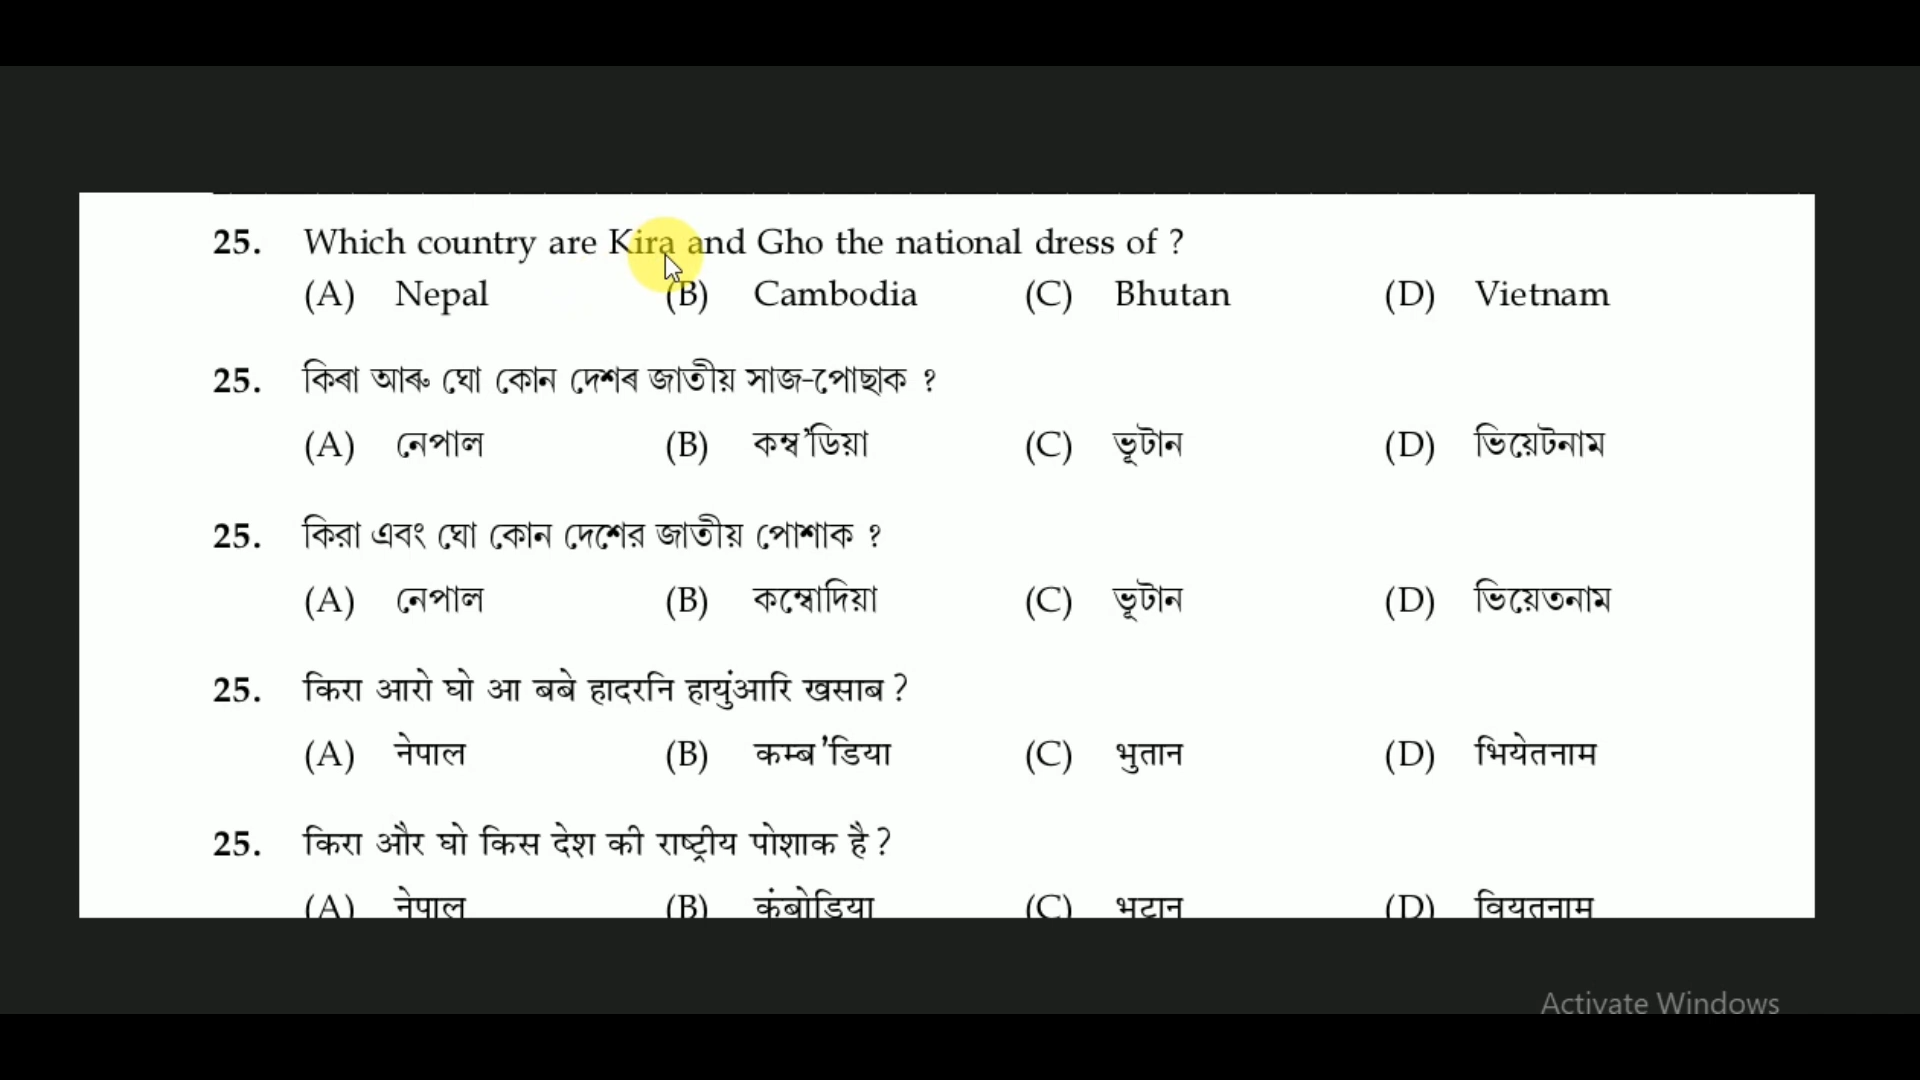 25. Which country are Kira and Gho the national dress of ?
(A) Nepal (B) Cambodia (C) Bhutan (D) Vietnam
25. কিৰা আৰু ঘো কোন দেশৰ জাতীয় সাজ-পোছাক ?
(A) নেপাল (B) কম্ব'ডিয়া (C) ভূটান (D) ভিয়েটনাম
25. কিরা এবং ঘো কোন দেশের জাতীয় পোশাক ?
(A) নেপাল (B) কম্বোদিয়া (C) ভূটান (D) ভিয়েতনাম
25. किरा आरो घो आ बबे हादरनि हायुंआरि खसाब ?
(A) नेपाल (B) कम्ब'डिया (C) भुतान (D) भियेतनाम
25. किरा और घो किस देश की राष्ट्रीय पोशाक है ?
(A) नेपाल (B) कंबोडिया (C) भूटान (D) वियतनाम
Activate Windows